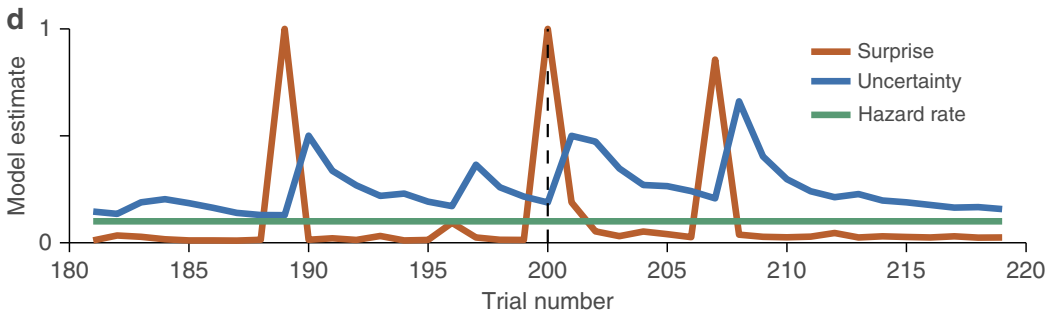 d
Model estimate
1
0
Surprise
Uncertainty
Hazard rate
180 185 190 195 200 205 210 215 220
Trial number